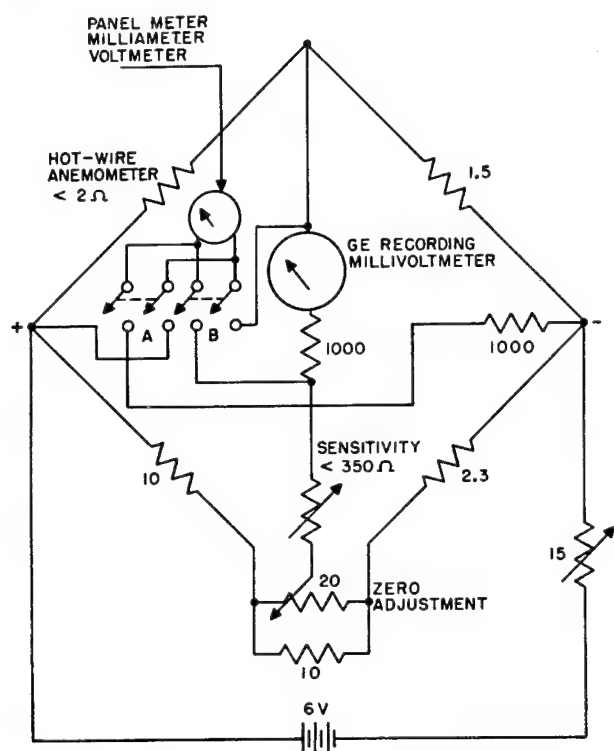 PANEL METER
MILLIAMETER
VOLTMETER
HOT-WIRE
ANEMOMETER
< 2Ω
1.5
GE RECORDING
MILLIVOLTMETER
+
A
B
-
1000
1000
SENSITIVITY
< 350Ω
10
2.3
15
20
ZERO
ADJUSTMENT
10
6V